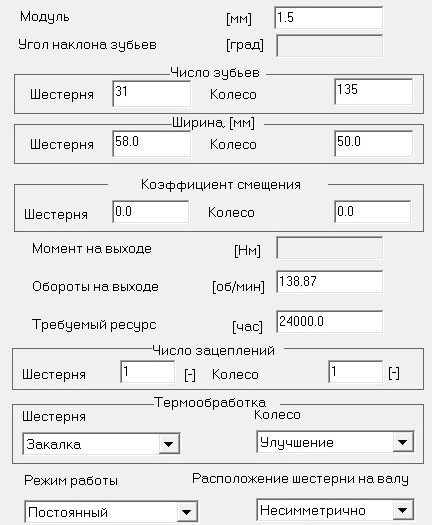 Модуль [мм] 1.5
Угол наклона зубьев [град]
Число зубьев
Шестерня 31 Колесо 135
Ширина, [мм]
Шестерня 58.0 Колесо 50.0
Коэффициент смещения
Шестерня 0.0 Колесо 0.0
Момент на выходе [Нм]
Обороты на выходе [об/мин] 138.87
Требуемый ресурс [час] 24000.0
Число зацеплений
Шестерня 1 [-] Колесо 1 [-]
Термообработка
Шестерня Колесо
Закалка Улучшение
Режим работы Расположение шестерни на валу
Постоянный Несимметрично